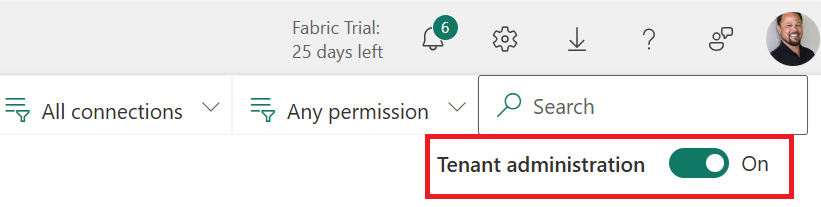 Fabric Trial:
25 days left
6
?
All connections
Any permission
Search
Tenant administration
On